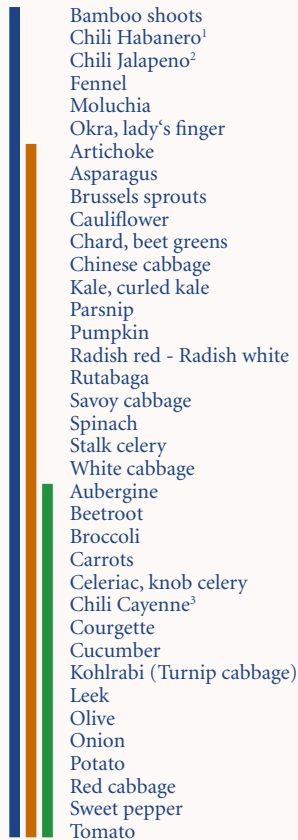 Bamboo shoots
Chili Habanero¹
Chili Jalapeno²
Fennel
Moluchia
Okra, lady‘s finger
Artichoke
Asparagus
Brussels sprouts
Cauliflower
Chard, beet greens
Chinese cabbage
Kale, curled kale
Parsnip
Pumpkin
Radish red - Radish white
Rutabaga
Savoy cabbage
Spinach
Stalk celery
White cabbage
Aubergine
Beetroot
Broccoli
Carrots
Celeriac, knob celery
Chili Cayenne³
Courgette
Cucumber
Kohlrabi (Turnip cabbage)
Leek
Olive
Onion
Potato
Red cabbage
Sweet pepper
Tomato